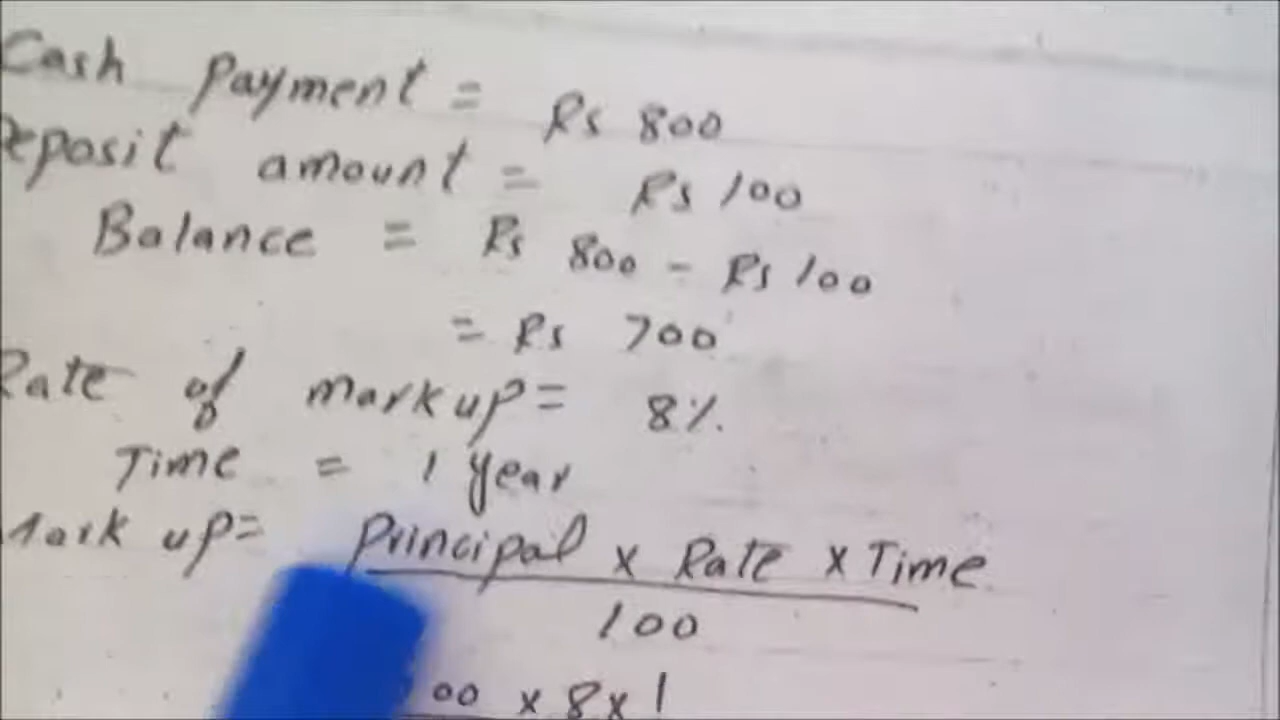 Cash Payment = Rs 800
Deposit amount = Rs 100
Balance = Rs 800 - Rs 100
= Rs 700
Rate of markup = 8%.
Time = 1 year
Mark up = Principal x Rate x Time
100
00 x 8 x 1